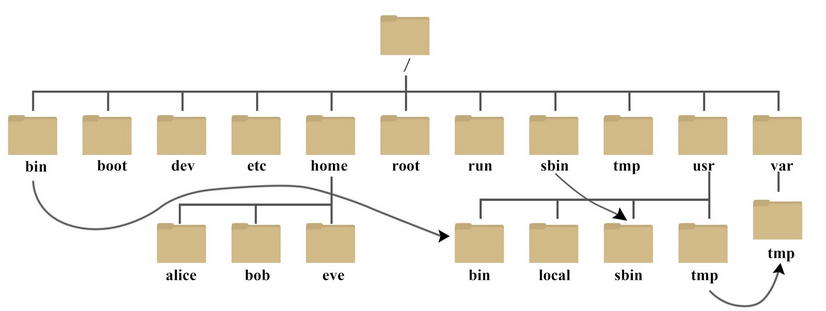 /
bin boot dev etc home root run sbin tmp usr var
tmp
alice bob eve bin local sbin tmp